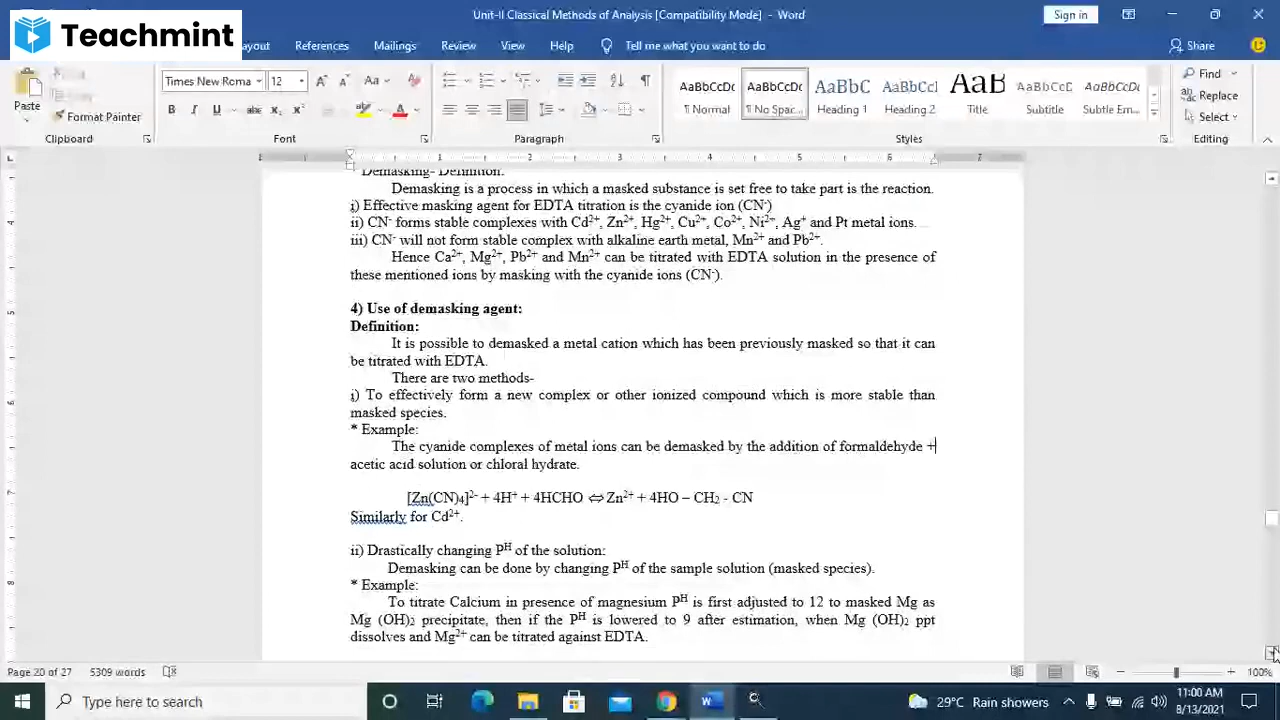 Unit-II Classical Methods of Analysis [Compatibility Mode] - Word
Sign in
Teachmint
ayout References Mailings Review View Help Tell me what you want to do Share
Paste
Format Painter
Times New Roma 12
Aa
B I U abc A
AaBbCcDc AaBbCcDc AaBbC AaBbCcI AaB AaBbCcD AaBbCcDt
¶ Normal ¶ No Spac... Heading 1 Heading 2 Title Subtitle Subtle Em...
Find
Replace
Select
Clipboard Font Paragraph Styles Editing
1 2 3 4 5 6 7
Demasking- Definition:
Demasking is a process in which a masked substance is set free to take part is the reaction.
i) Effective masking agent for EDTA titration is the cyanide ion (CN⁻)
ii) CN⁻ forms stable complexes with Cd²⁺, Zn²⁺, Hg²⁺, Cu²⁺, Co²⁺, Ni²⁺, Ag⁺ and Pt metal ions.
iii) CN⁻ will not form stable complex with alkaline earth metal, Mn²⁺ and Pb²⁺.
Hence Ca²⁺, Mg²⁺, Pb²⁺ and Mn²⁺ can be titrated with EDTA solution in the presence of
these mentioned ions by masking with the cyanide ions (CN⁻).
4) Use of demasking agent:
Definition:
It is possible to demasked a metal cation which has been previously masked so that it can
be titrated with EDTA.
There are two methods-
i) To effectively form a new complex or other ionized compound which is more stable than
masked species.
* Example:
The cyanide complexes of metal ions can be demasked by the addition of formaldehyde +
acetic acid solution or chloral hydrate.
[Zn(CN)₄]²⁻ + 4H⁺ + 4HCHO ⇔ Zn²⁺ + 4HO – CH₂ - CN
Similarly for Cd²⁺.
ii) Drastically changing Pᴴ of the solution:
Demasking can be done by changing Pᴴ of the sample solution (masked species).
* Example:
To titrate Calcium in presence of magnesium Pᴴ is first adjusted to 12 to masked Mg as
Mg (OH)₂ precipitate, then if the Pᴴ is lowered to 9 after estimation, when Mg (OH)₂ ppt
dissolves and Mg²⁺ can be titrated against EDTA.
Page 20 of 27 5309 words 100%
Type here to search
29°C Rain showers
11:00 AM
8/13/2021